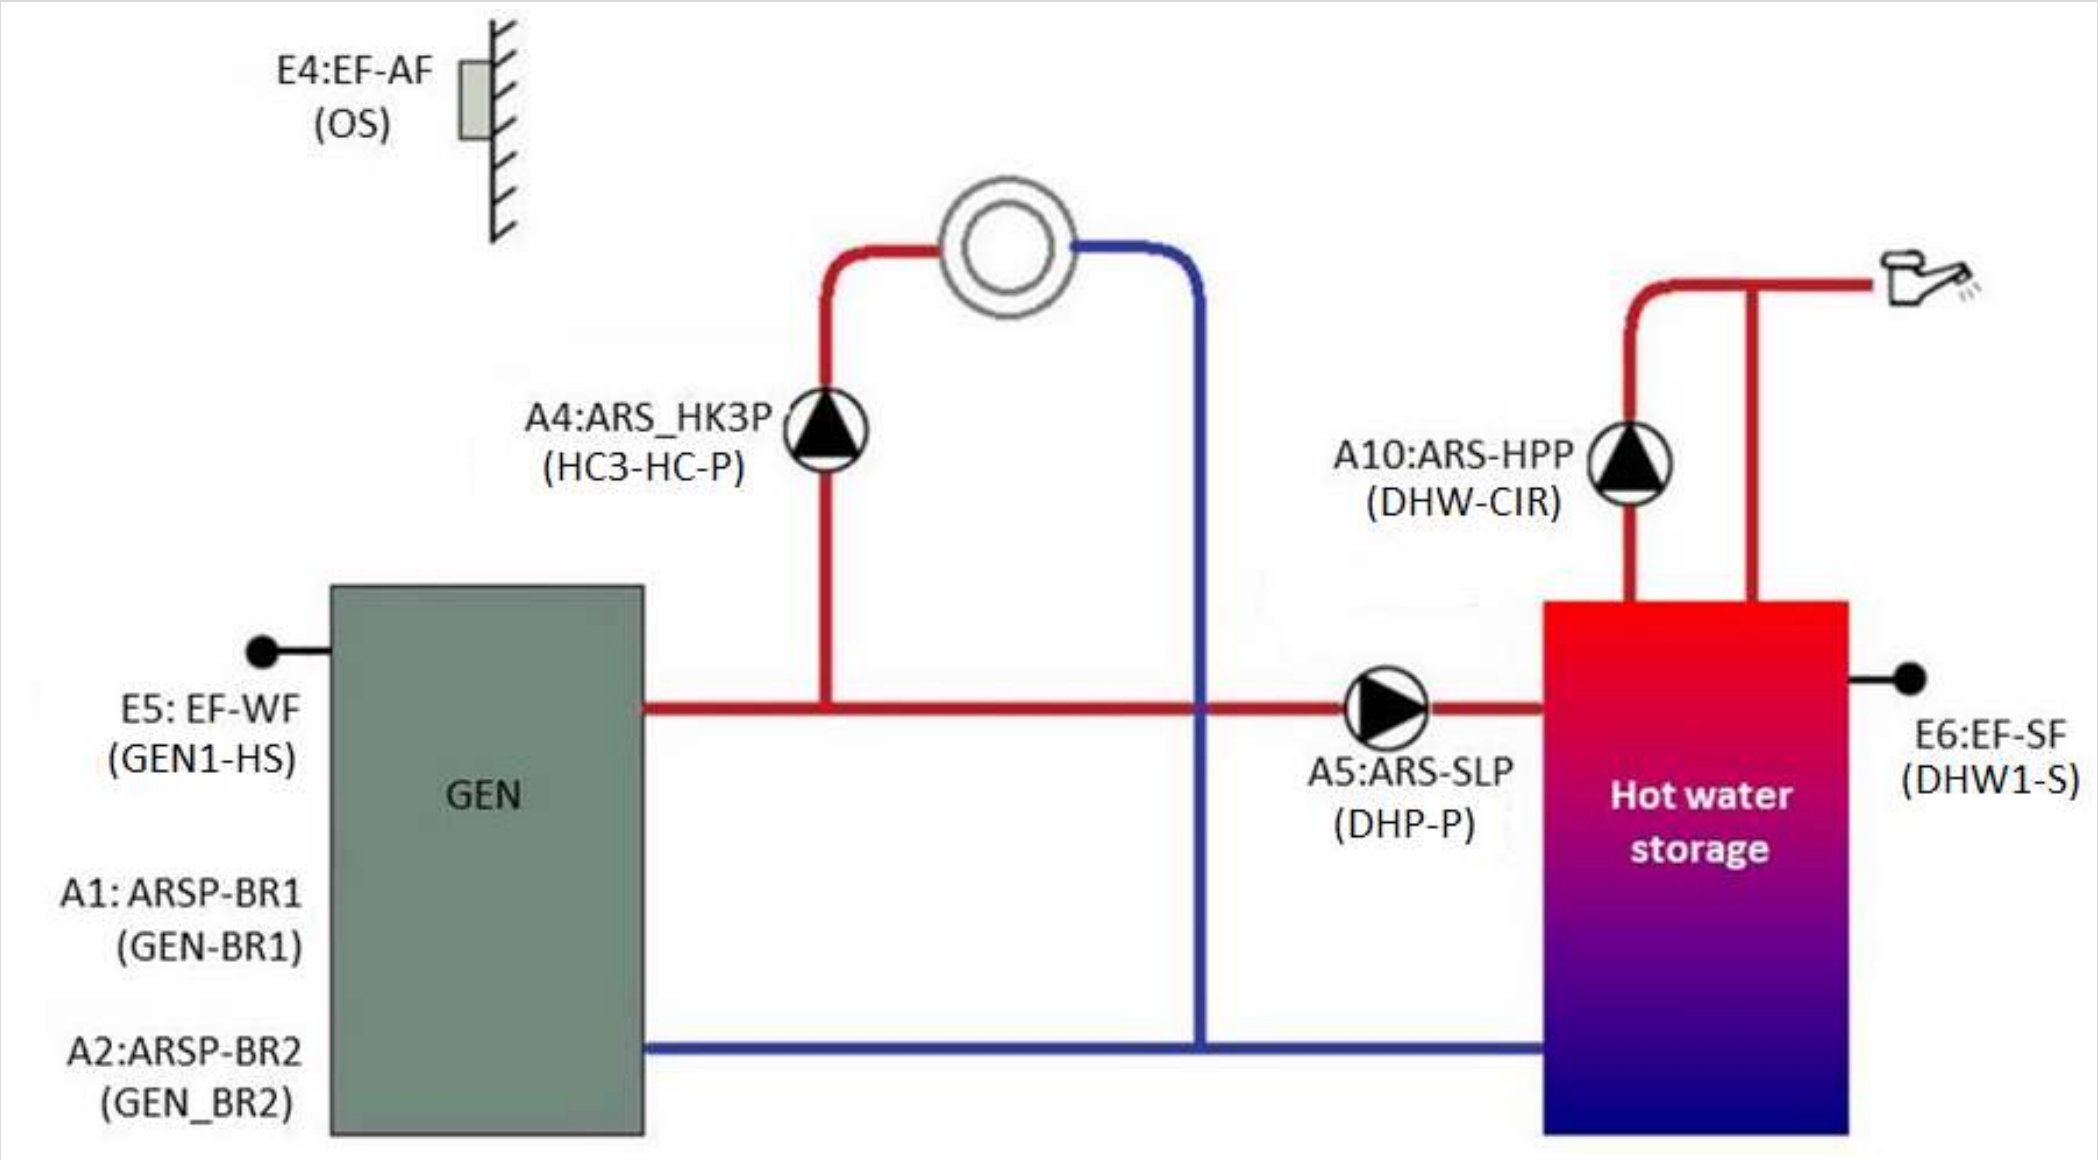 E4:EF-AF
(OS)
A4:ARS_HK3P
(HC3-HC-P)
A10:ARS-HPP
(DHW-CIR)
E5: EF-WF
(GEN1-HS)
GEN
A5:ARS-SLP
(DHP-P)
Hot water
storage
E6:EF-SF
(DHW1-S)
A1: ARSP-BR1
(GEN-BR1)
A2:ARSP-BR2
(GEN_BR2)